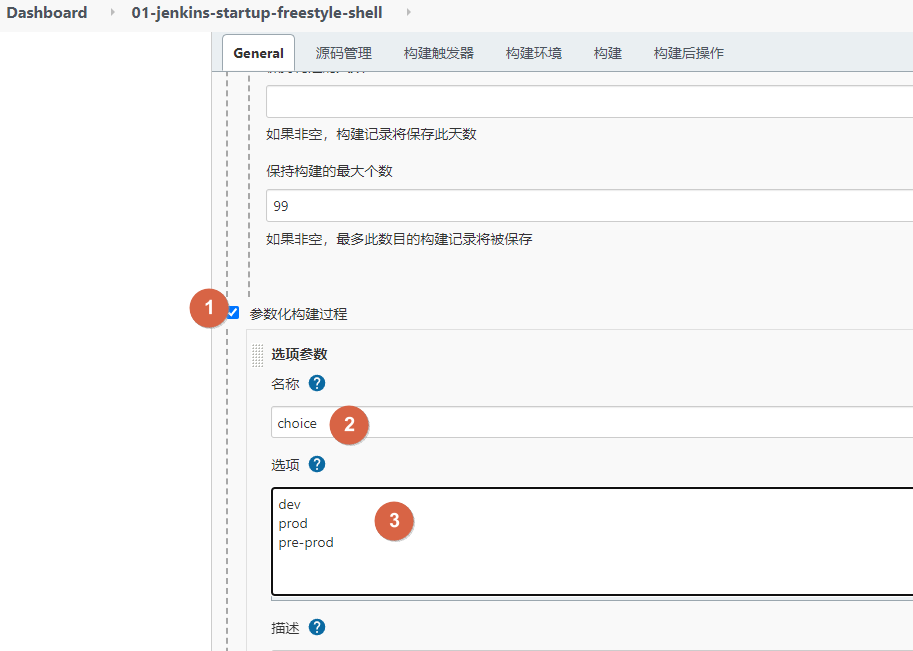 Dashboard 01-jenkins-startup-freestyle-shell
General 源码管理 构建触发器 构建环境 构建 构建后操作
如果非空，构建记录将保存此天数
保持构建的最大个数
99
如果非空，最多此数目的构建记录将被保存
1 参数化构建过程
选项参数
名称 ?
choice 2
选项 ?
dev
prod 3
pre-prod
描述 ?